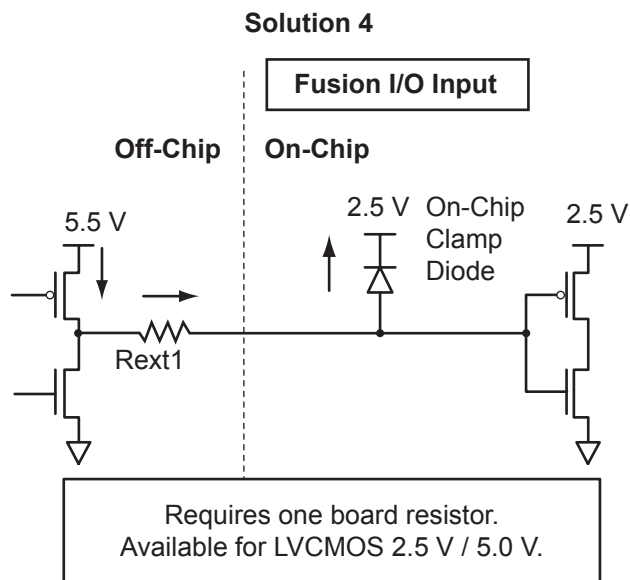 Solution 4
Fusion I/O Input
Off-Chip
On-Chip
5.5 V
2.5 V
On-Chip
Clamp
Diode
2.5 V
Rext1
Requires one board resistor.
Available for LVCMOS 2.5 V / 5.0 V.